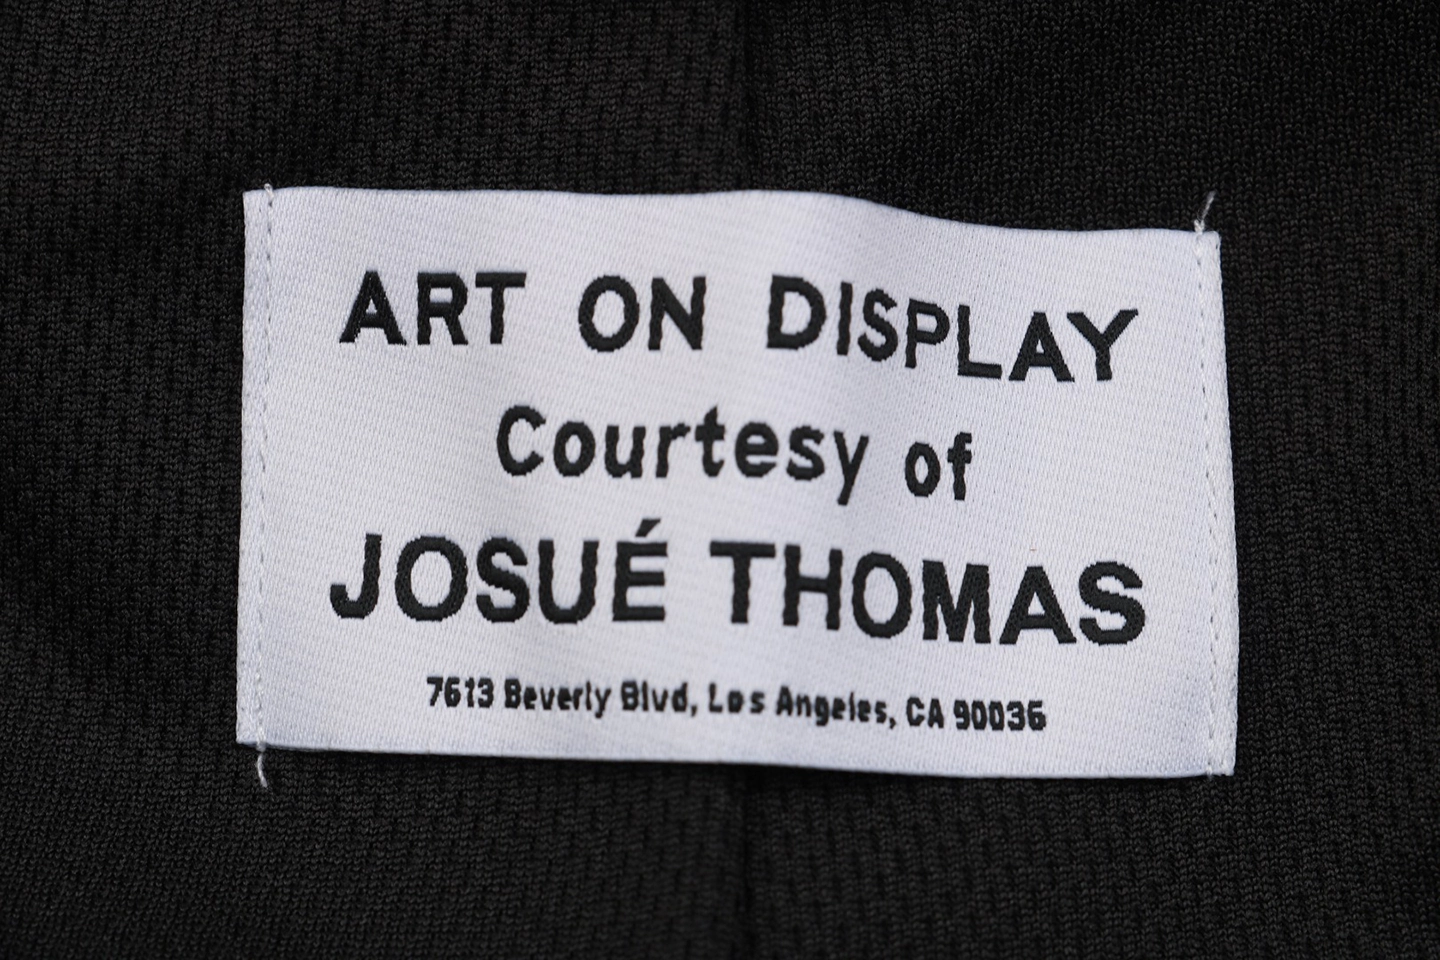 ART ON DISPLAY
Courtesy of
JOSUÉ THOMAS
7613 Beverly Blvd, Los Angeles, CA 90036